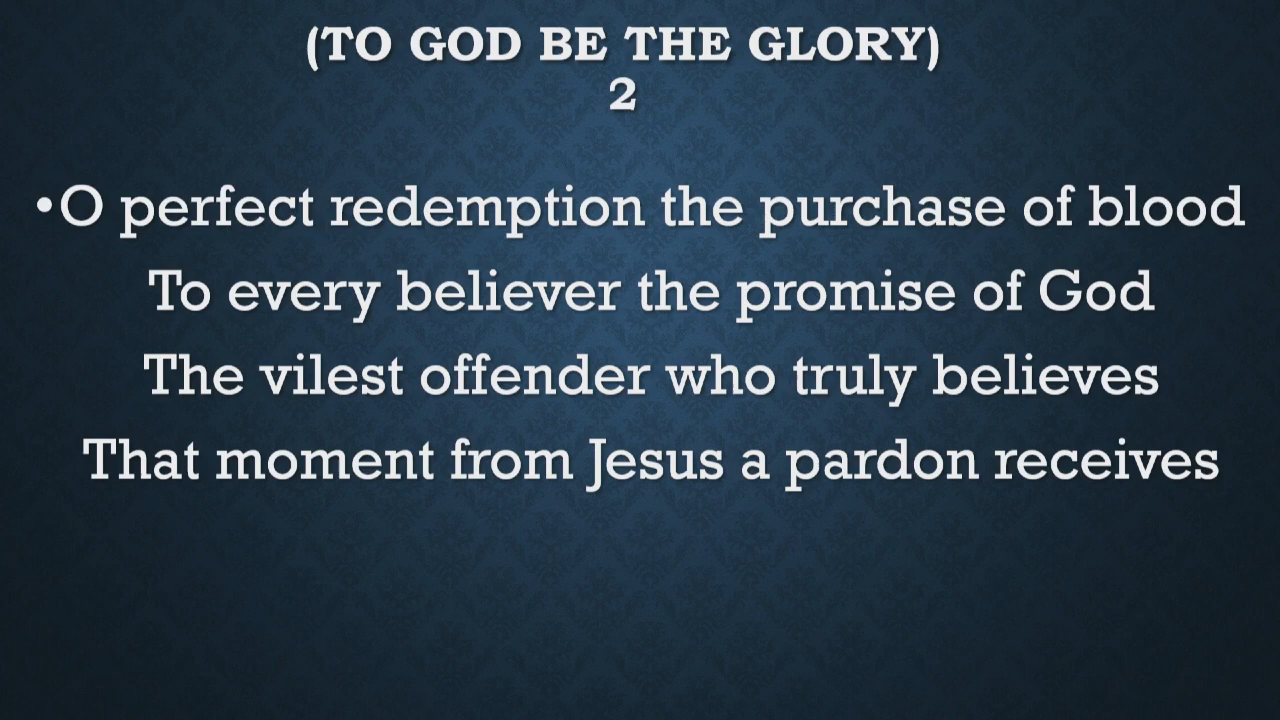 (TO GOD BE THE GLORY)
2
•O perfect redemption the purchase of blood
To every believer the promise of God
The vilest offender who truly believes
That moment from Jesus a pardon receives